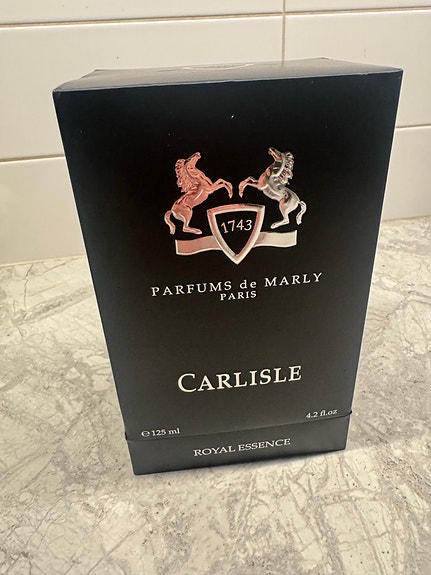 1743
PARFUMS de MARLY
PARIS
CARLISLE
℮ 125 ml
4.2 fl.oz
ROYAL ESSENCE